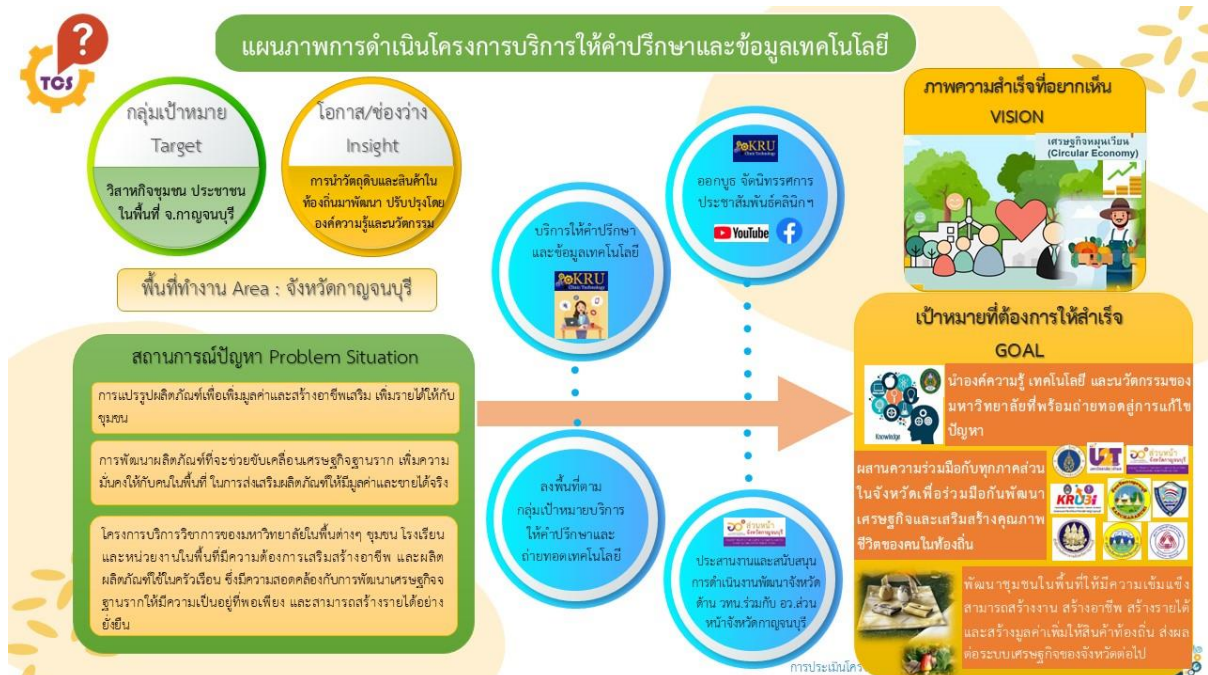 TCS
?
แผนภาพการดำเนินโครงการบริการให้คำปรึกษาและข้อมูลเทคโนโลยี
กลุ่มเป้าหมาย
Target
วิสาหกิจชุมชน ประชาชน
ในพื้นที่ จ.กาญจนบุรี
โอกาส/ช่องว่าง
Insight
การนำวัตถุดิบและสินค้าใน
ท้องถิ่นมาพัฒนา ปรับปรุงโดย
องค์ความรู้และนวัตกรรม
พื้นที่ทำงาน Area : จังหวัดกาญจนบุรี
สถานการณ์ปัญหา Problem Situation
การแปรรูปผลิตภัณฑ์เพื่อเพิ่มมูลค่าและสร้างอาชีพเสริม เพิ่มรายได้ให้กับ
ชุมชน
การพัฒนาผลิตภัณฑ์ที่จะช่วยขับเคลื่อนเศรษฐกิจฐานราก เพิ่มความ
มั่นคงให้กับคนในพื้นที่ ในการส่งเสริมผลิตภัณฑ์ให้มีมูลค่าและขายได้จริง
โครงการบริการวิชาการของมหาวิทยาลัยในพื้นต่างๆ ชุมชน โรงเรียน
และหน่วยงานในพื้นที่มีความต้องการเสริมสร้างอาชีพ และผลิต
ผลิตภัณฑ์ใช้ในครัวเรือน ซึ่งมีความสอดคล้องกับการพัฒนาเศรษฐกิจจ
ฐานรากให้มีความเป็นอยู่ที่พอเพียง และสามารถสร้างรายได้อย่าง
ยั่งยืน
บริการให้คำปรึกษา
และข้อมูลเทคโนโลยี
KRU
Clinic Technology
KRU
Clinic Technology
ออกบูธ จัดนิทรรศการ
ประชาสัมพันธ์คลินิกฯ
YouTube
ลงพื้นที่ตาม
กลุ่มเป้าหมายบริการ
ให้คำปรึกษาและ
ถ่ายทอดเทคโนโลยี
ส่วนหน้า
จังหวัดกาญจนบุรี
ประสานงานและสนับสนุน
การดำเนินงานพัฒนาจังหวัด
ด้าน วทน.ร่วมกับ อว.ส่วน
หน้าจังหวัดกาญจนบุรี
ภาพความสำเร็จที่อยากเห็น
VISION
เศรษฐกิจหมุนเวียน
(Circular Economy)
เป้าหมายที่ต้องการให้สำเร็จ
GOAL
Knowledge
นำองค์ความรู้ เทคโนโลยี และนวัตกรรมของ
มหาวิทยาลัยที่พร้อมถ่ายทอดสู่การแก้ไข
ปัญหา
ผสานความร่วมมือกับทุกภาคส่วน
ในจังหวัดเพื่อร่วมมือกันพัฒนา
เศรษฐกิจและเสริมสร้างคุณภาพ
ชีวิตของคนในท้องถิ่น
U2T
ส่วนหน้า
จังหวัดกาญจนบุรี
KRUBi
พัฒนาชุมชนในพื้นที่ให้มีความเข้มแข็ง
สามารถสร้างงาน สร้างอาชีพ สร้างรายได้
และสร้างมูลค่าเพิ่มให้สินค้าท้องถิ่น ส่งผล
ต่อระบบเศรษฐกิจของจังหวัดต่อไป
การประเมินโคร